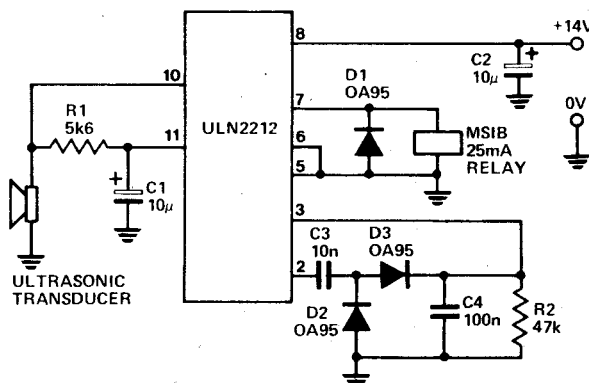 8
+14V
10
C2
10µ
+
R1
5k6
11
ULN2212
7
D1
OA95
0V
MSIB
25mA
RELAY
6
5
+
C1
10µ
3
C3
10n
D3
OA95
2
ULTRASONIC
TRANSDUCER
D2
OA95
C4
100n
R2
47k